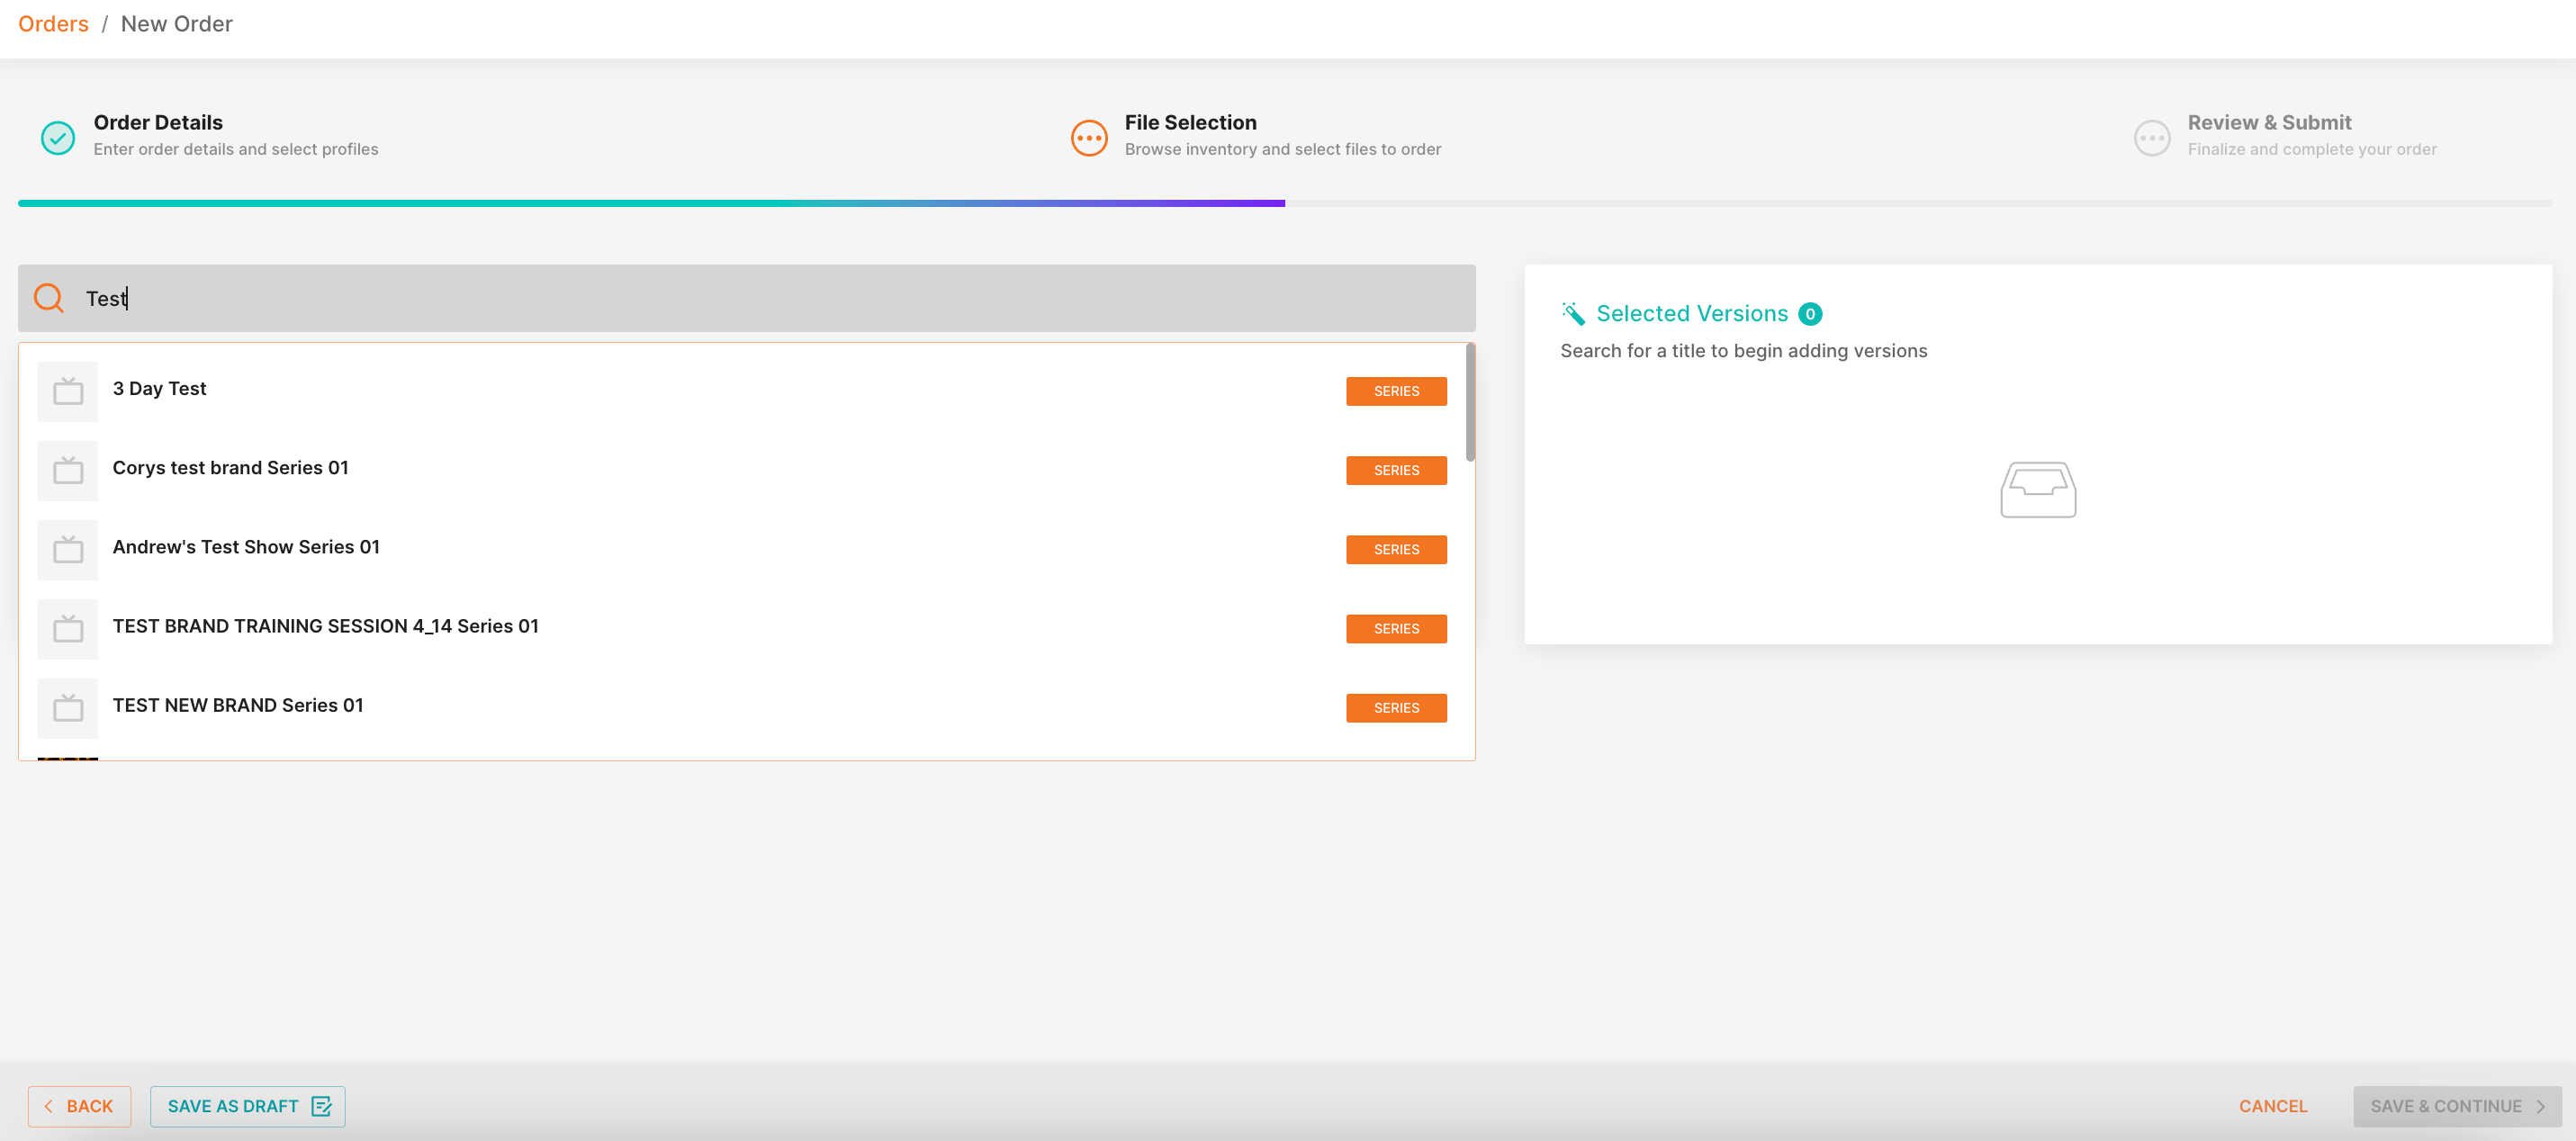 Orders / New Order
Order Details
Enter order details and select profiles
File Selection
Browse inventory and select files to order
Review & Submit
Finalize and complete your order
Test
3 Day Test
SERIES
Corys test brand Series 01
SERIES
Andrew's Test Show Series 01
SERIES
TEST BRAND TRAINING SESSION 4_14 Series 01
SERIES
TEST NEW BRAND Series 01
SERIES
Selected Versions 0
Search for a title to begin adding versions
BACK
SAVE AS DRAFT
CANCEL
SAVE & CONTINUE